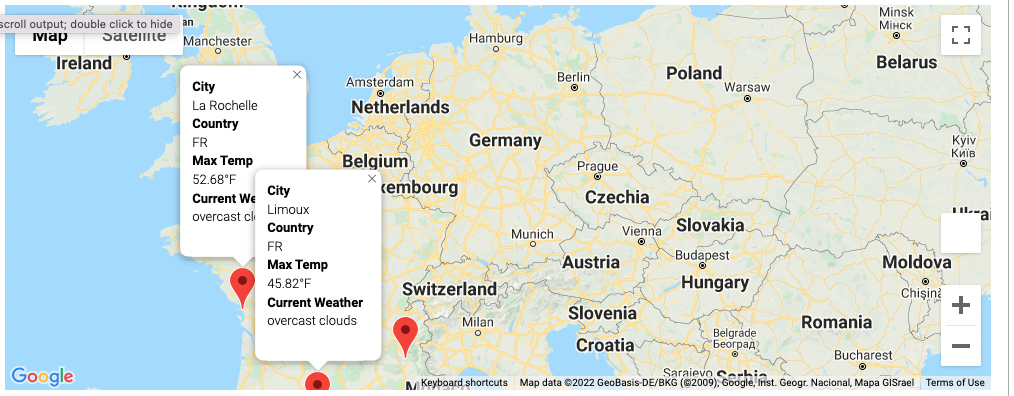 Kingdom
scroll output; double click to hide
Map
Satellite
Manchester
Ireland
Hamburg
Minsk
Мінск
Belarus
Berlin
Poland
Warsaw
Amsterdam
Netherlands
Germany
Belgium
Kyiv
Київ
Prague
Czechia
Slovakia
Vienna
Munich
Austria
Budapest
Hungary
Moldova
Switzerland
Slovenia
Milan
Croatia
Romania
Belgrade
Београд
Bucharest
Serbia
City
La Rochelle
Country
FR
Max Temp
52.68°F
Current We
overcast clo
City
Limoux
Country
FR
Max Temp
45.82°F
Current Weather
overcast clouds
Google
Keyboard shortcuts
Map data ©2022 GeoBasis-DE/BKG (©2009), Google, Inst. Geogr. Nacional, Mapa GISrael
Terms of Use